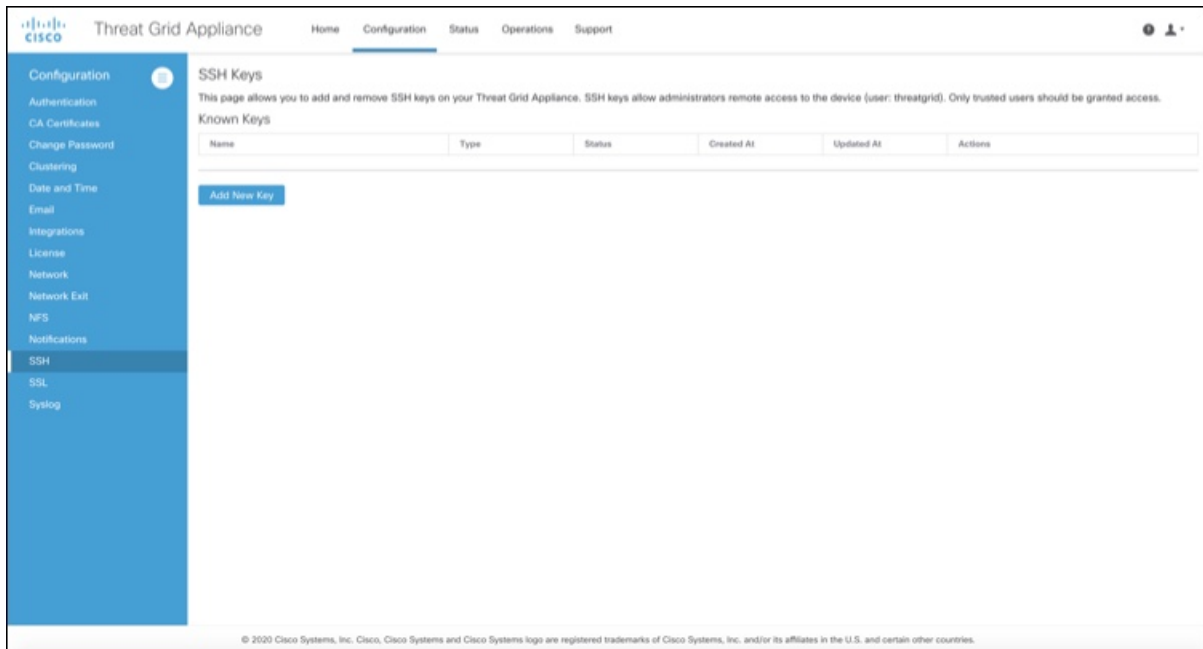 CISCO
Threat Grid Appliance
Home Configuration Status Operations Support
Configuration
Authentication
CA Certificates
Change Password
Clustering
Date and Time
Email
Integrations
License
Network
Network Exit
NFS
Notifications
SSH
SSL
Syslog
SSH Keys
This page allows you to add and remove SSH keys on your Threat Grid Appliance. SSH keys allow administrators remote access to the device (user: threatgrid). Only trusted users should be granted access.
Known Keys
Name Type Status Created At Updated At Actions
Add New Key
© 2020 Cisco Systems, Inc. Cisco, Cisco Systems and Cisco Systems logo are registered trademarks of Cisco Systems, Inc. and/or its affiliates in the U.S. and certain other countries.